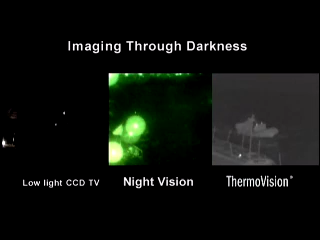 Imaging Through Darkness
Low light CCD TV
Night Vision
ThermoVision®